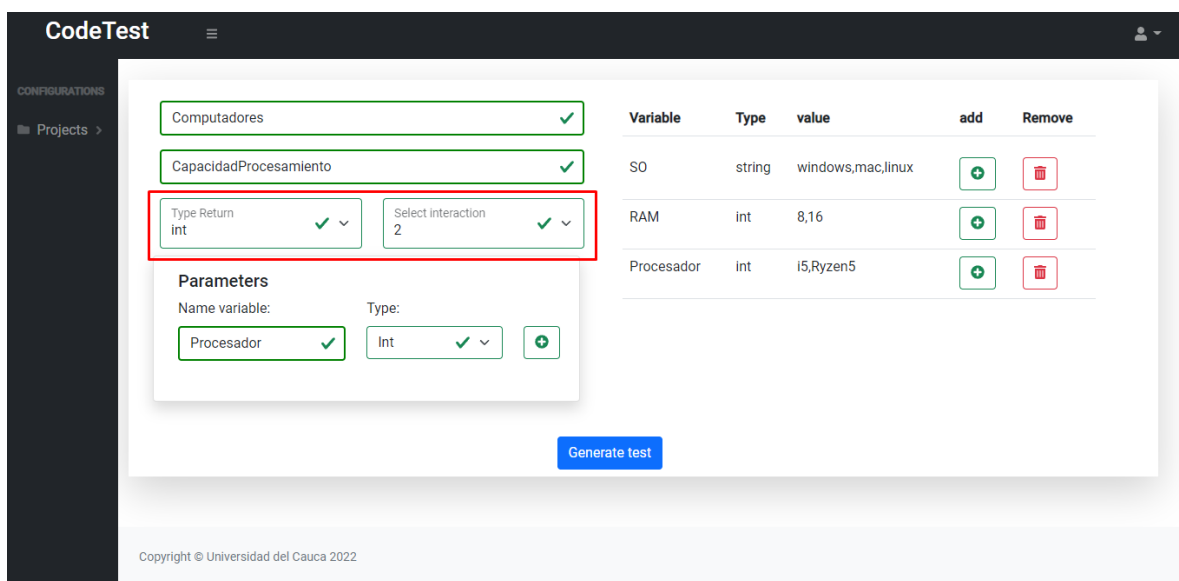 CodeTest
CONFIGURATIONS
Projects
Computadores
CapacidadProcesamiento
Type Return
int
Select interaction
2
Parameters
Name variable: Type:
Procesador Int
Variable Type value add Remove
SO string windows,mac,linux
RAM int 8,16
Procesador int i5,Ryzen5
Generate test
Copyright © Universidad del Cauca 2022